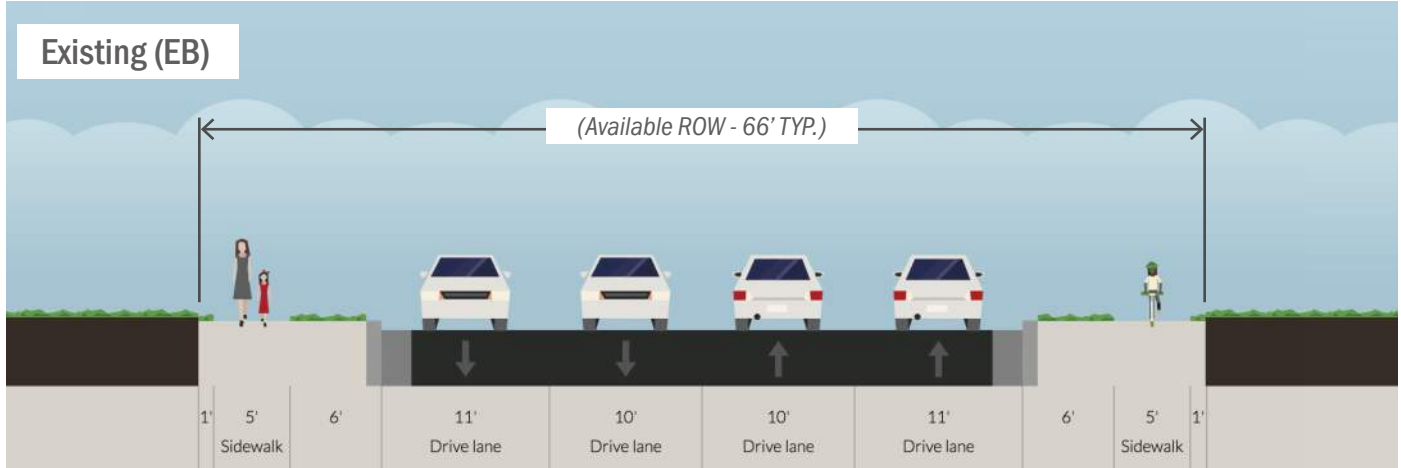 Existing (EB)
(Available ROW - 66' TYP.)
1' 5' 6' 11' 10' 10' 11' 6' 5' 1'
Sidewalk Drive lane Drive lane Drive lane Drive lane Sidewalk